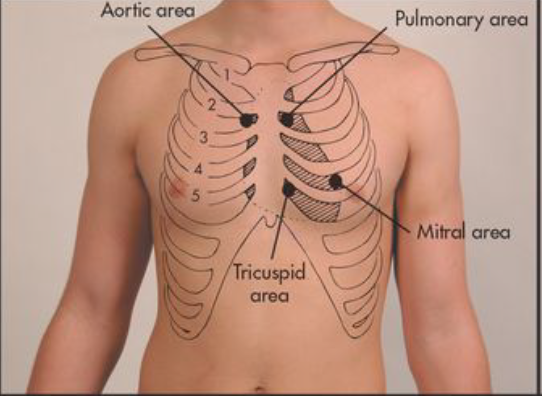 Aortic area
Pulmonary area
1
2
3
4
5
Mitral area
Tricuspid
area